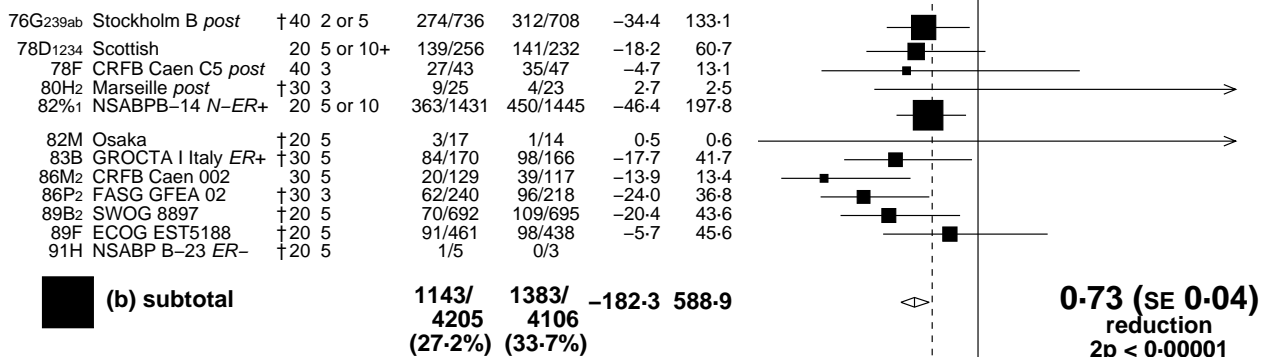 76G239ab Stockholm B post †40 2 or 5 274/736 312/708 −34·4 133·1
78D1234 Scottish 20 5 or 10+ 139/256 141/232 −18·2 60·7
78F CRFB Caen C5 post 40 3 27/43 35/47 −4·7 13·1
80H2 Marseille post †30 3 9/25 4/23 2·7 2·5
82%1 NSABPB−14 N−ER+ 20 5 or 10 363/1431 450/1445 −46·4 197·8
82M Osaka †20 5 3/17 1/14 0·5 0·6
83B GROCTA I Italy ER+ †30 5 84/170 98/166 −17·7 41·7
86M2 CRFB Caen 002 30 5 20/129 39/117 −13·9 13·4
86P2 FASG GFEA 02 †30 3 62/240 96/218 −24·0 36·8
89B2 SWOG 8897 †20 5 70/692 109/695 −20·4 43·6
89F ECOG EST5188 †20 5 91/461 98/438 −5·7 45·6
91H NSABP B−23 ER− †20 5 1/5 0/3
(b) subtotal 1143/ 1383/ −182·3 588·9 0·73 (SE 0·04)
4205 4106 reduction
(27·2%) (33·7%) 2p < 0·00001